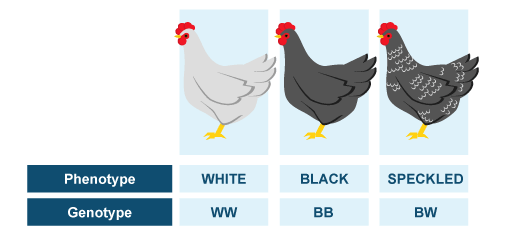 Phenotype WHITE BLACK SPECKLED
Genotype WW BB BW